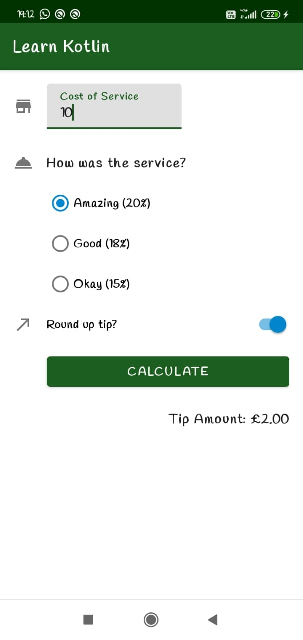 14:12
22
Learn Kotlin
Cost of Service
10
How was the service?
Amazing (20%)
Good (18%)
Okay (15%)
Round up tip?
CALCULATE
Tip Amount: £2.00